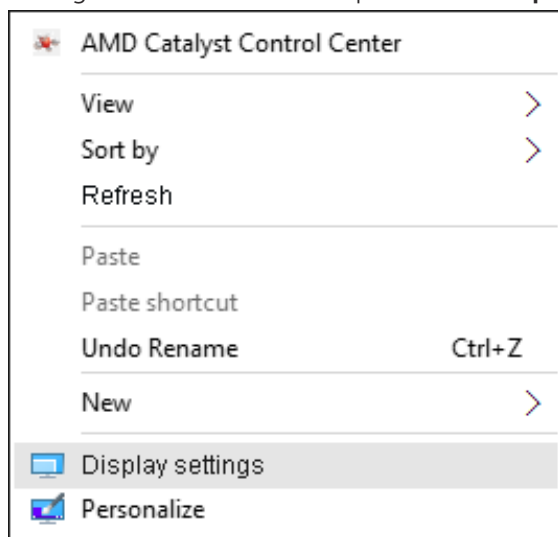 AMD Catalyst Control Center
View
Sort by
Refresh
Paste
Paste shortcut
Undo Rename Ctrl+Z
New
Display settings
Personalize